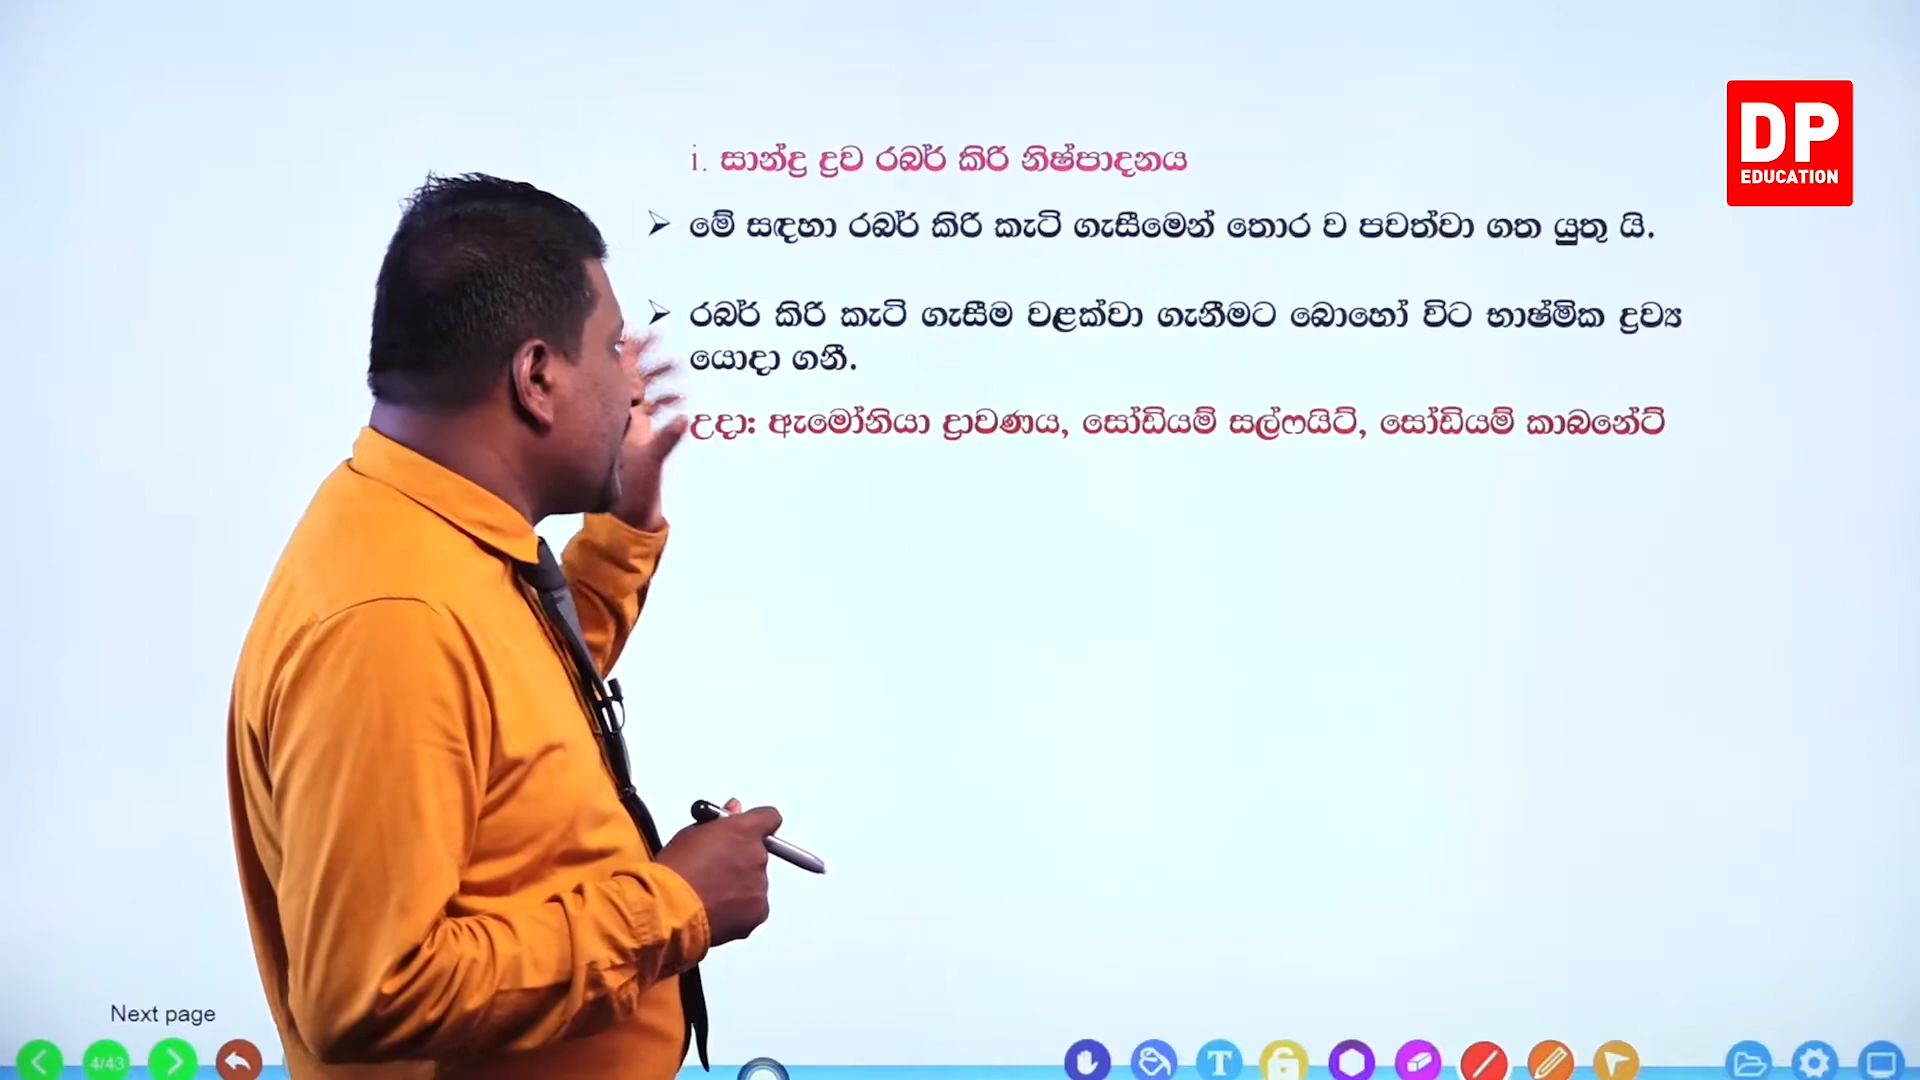 DP
EDUCATION
i. සාන්ද්‍ර ද්‍රව රබර් කිරි නිෂ්පාදනය
➢ මේ සඳහා රබර් කිරි කැටි ගැසීමෙන් තොර ව පවත්වා ගත යුතු යි.
➢ රබර් කිරි කැටි ගැසීම වළක්වා ගැනීමට බොහෝ විට භාෂ්මික ද්‍රව්‍ය
යොදා ගනී.
උදා: ඇමෝනියා ද්‍රාවණය, සෝඩියම් සල්ෆයිට්, සෝඩියම් කාබනේට්
Next page
4/43
T